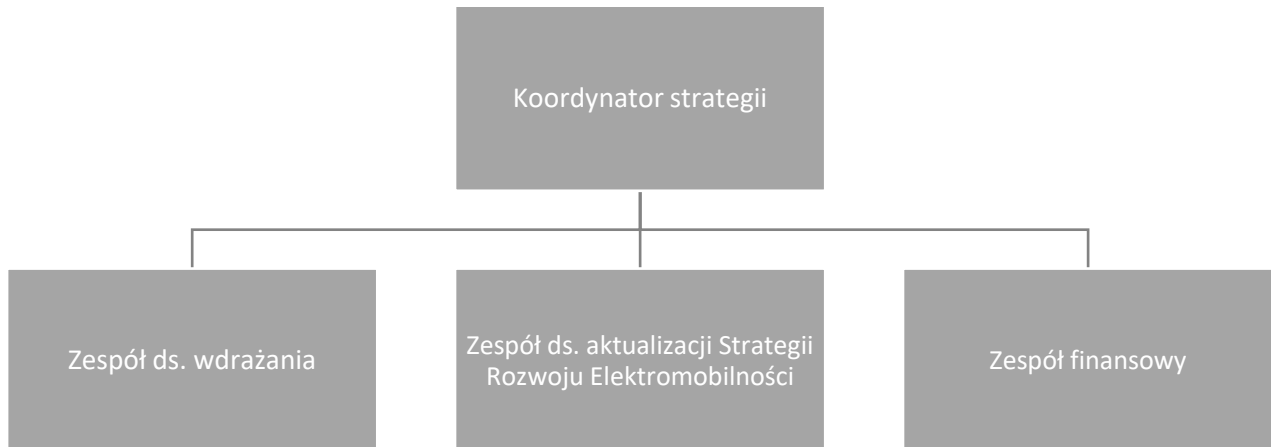 Koordynator strategii
Zespół ds. wdrażania
Zespół ds. aktualizacji Strategii
Rozwoju Elektromobilności
Zespół finansowy